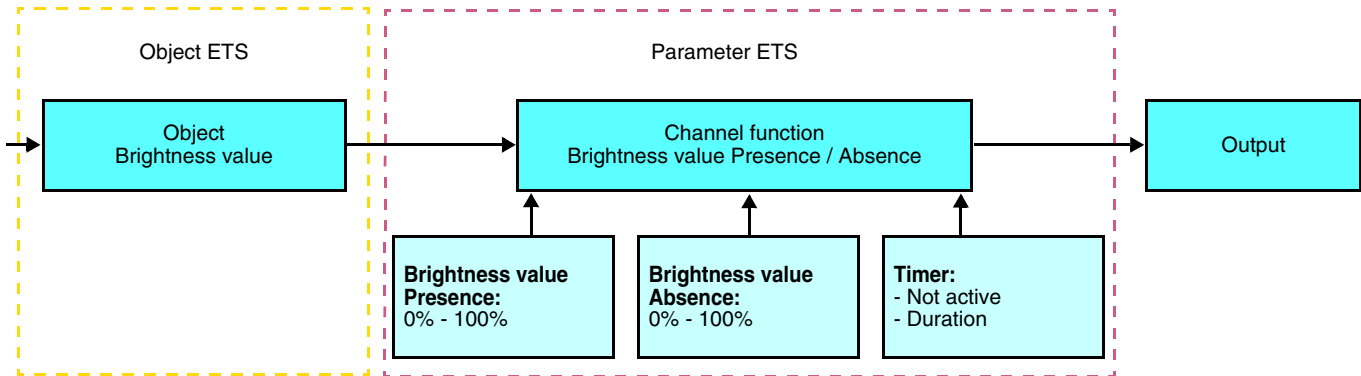 Object ETS
Parameter ETS
Object
Brightness value
Channel function
Brightness value Presence / Absence
Output
Brightness value
Presence:
0% - 100%
Brightness value
Absence:
0% - 100%
Timer:
- Not active
- Duration